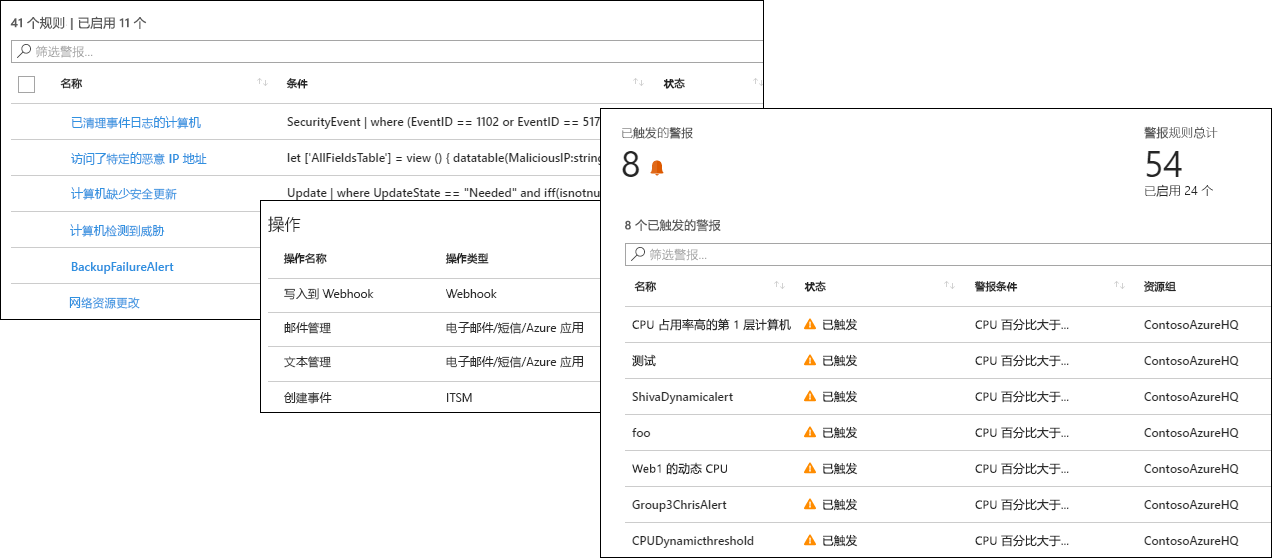 41 个规则 | 已启用 11 个
筛选警报...
名称 条件 状态
已清理事件日志的计算机 SecurityEvent | where (EventID == 1102 or EventID == 517
访问了特定的恶意 IP 地址 let ['AllFieldsTable'] = view () { datatable(MaliciousIP:string
计算机缺少安全更新 Update | where UpdateState == "Needed" and iff(isnotnu
计算机检测到威胁
BackupFailureAlert
网络资源更改
操作
操作名称 操作类型
写入到 Webhook Webhook
邮件管理 电子邮件/短信/Azure 应用
文本管理 电子邮件/短信/Azure 应用
创建事件 ITSM
已触发的警报 警报规则总计
8 54
已启用 24 个
8 个已触发的警报
筛选警报...
名称 状态 警报条件 资源组
CPU 占用率高的第 1 层计算机 已触发 CPU 百分比大于... ContosoAzureHQ
测试 已触发 CPU 百分比大于... ContosoAzureHQ
ShivaDynamicalert 已触发 CPU 百分比大于... ContosoAzureHQ
foo 已触发 CPU 百分比大于... ContosoAzureHQ
Web1 的动态 CPU 已触发 CPU 百分比大于... ContosoAzureHQ
Group3ChrisAlert 已触发 CPU 百分比大于... ContosoAzureHQ
CPUDynamicthreshold 已触发 CPU 百分比大于... ContosoAzureHQ